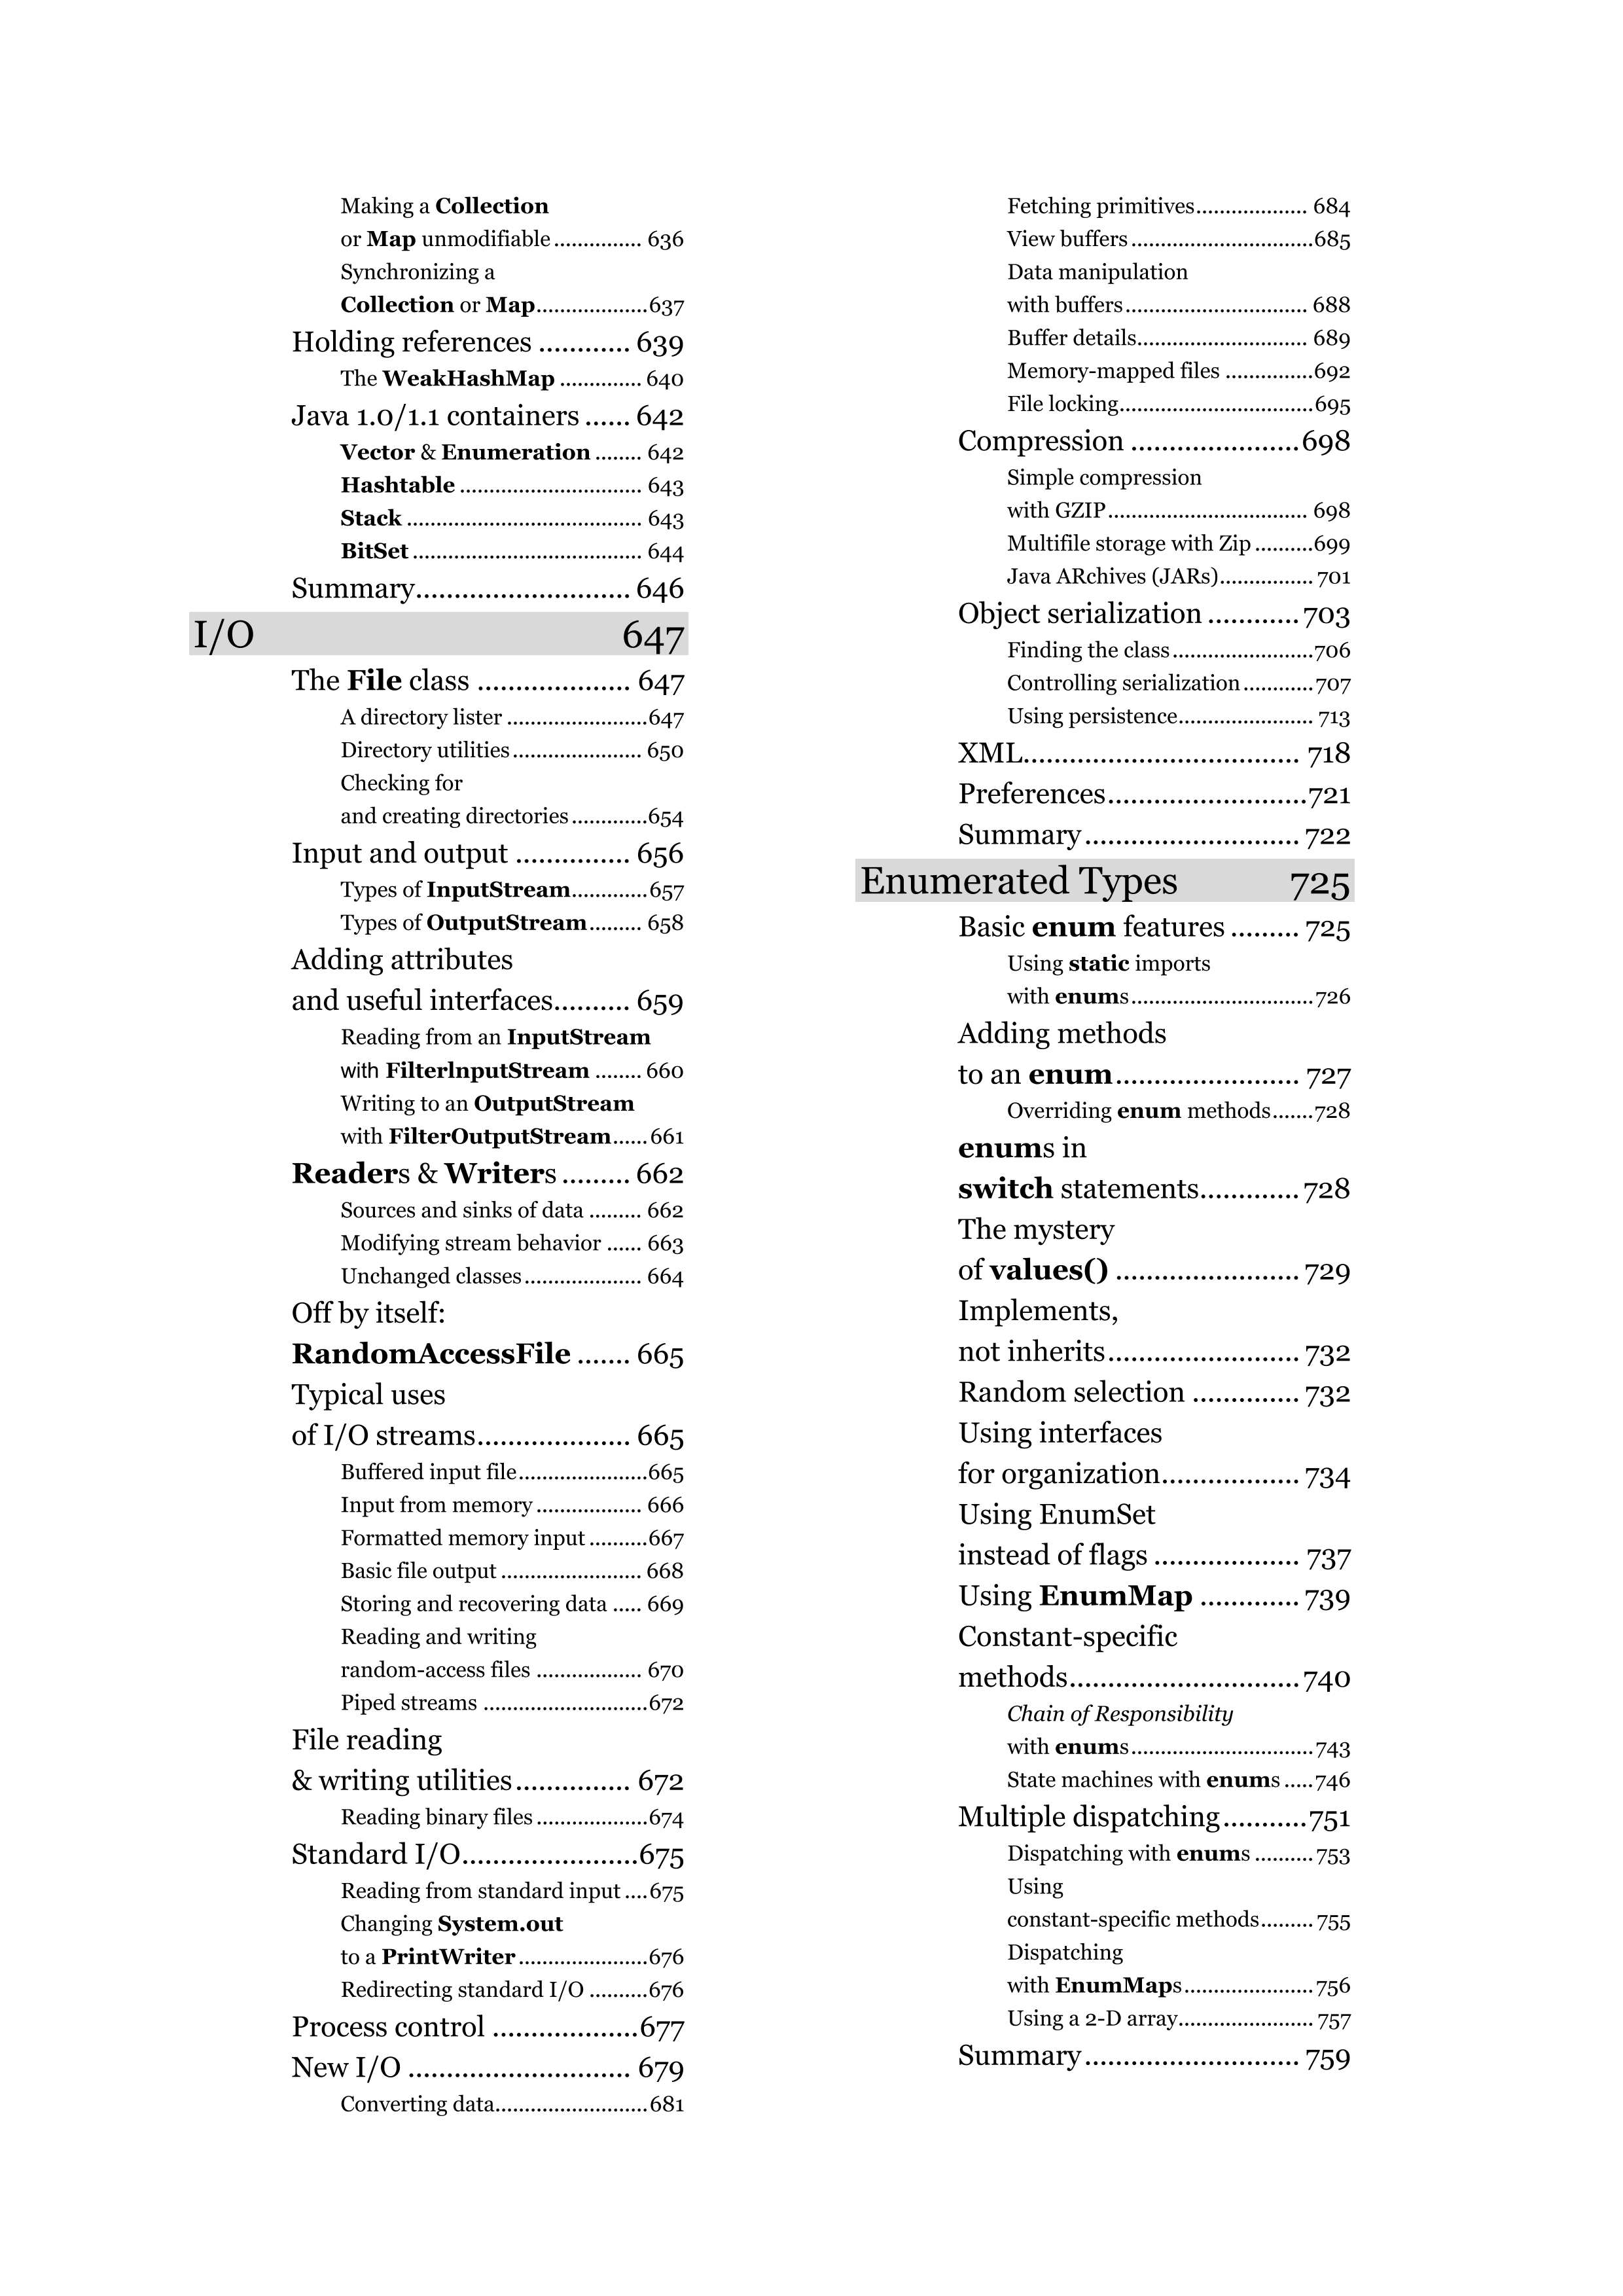 Making a Collection
or Map unmodifiable ............... 636
Synchronizing a
Collection or Map...................637
Holding references ............ 639
The WeakHashMap .............. 640
Java 1.0/1.1 containers ...... 642
Vector & Enumeration ........ 642
Hashtable ............................... 643
Stack ........................................ 643
BitSet ....................................... 644
Summary............................ 646
I/O 647
The File class .................... 647
A directory lister ........................647
Directory utilities ...................... 650
Checking for
and creating directories .............654
Input and output ............... 656
Types of InputStream.............657
Types of OutputStream......... 658
Adding attributes
and useful interfaces.......... 659
Reading from an InputStream
with FilterInputStream ........ 660
Writing to an OutputStream
with FilterOutputStream......661
Readers & Writers ......... 662
Sources and sinks of data ......... 662
Modifying stream behavior ...... 663
Unchanged classes .................... 664
Off by itself:
RandomAccessFile ....... 665
Typical uses
of I/O streams.................... 665
Buffered input file......................665
Input from memory .................. 666
Formatted memory input ..........667
Basic file output ........................ 668
Storing and recovering data ..... 669
Reading and writing
random-access files .................. 670
Piped streams ............................672
File reading
& writing utilities............... 672
Reading binary files ...................674
Standard I/O.......................675
Reading from standard input ....675
Changing System.out
to a PrintWriter ......................676
Redirecting standard I/O ..........676
Process control ...................677
New I/O ............................. 679
Converting data..........................681
Fetching primitives................... 684
View buffers ...............................685
Data manipulation
with buffers ............................... 688
Buffer details............................. 689
Memory-mapped files ...............692
File locking.................................695
Compression ......................698
Simple compression
with GZIP.................................. 698
Multifile storage with Zip ..........699
Java ARchives (JARs)................ 701
Object serialization ............703
Finding the class ........................706
Controlling serialization............707
Using persistence....................... 713
XML.................................... 718
Preferences..........................721
Summary............................ 722
Enumerated Types 725
Basic enum features ......... 725
Using static imports
with enums...............................726
Adding methods
to an enum........................ 727
Overriding enum methods.......728
enums in
switch statements.............728
The mystery
of values() ........................ 729
Implements,
not inherits......................... 732
Random selection .............. 732
Using interfaces
for organization.................. 734
Using EnumSet
instead of flags ................... 737
Using EnumMap .............739
Constant-specific
methods..............................740
Chain of Responsibility
with enums...............................743
State machines with enums .....746
Multiple dispatching...........751
Dispatching with enums ..........753
Using
constant-specific methods......... 755
Dispatching
with EnumMaps......................756
Using a 2-D array....................... 757
Summary............................ 759